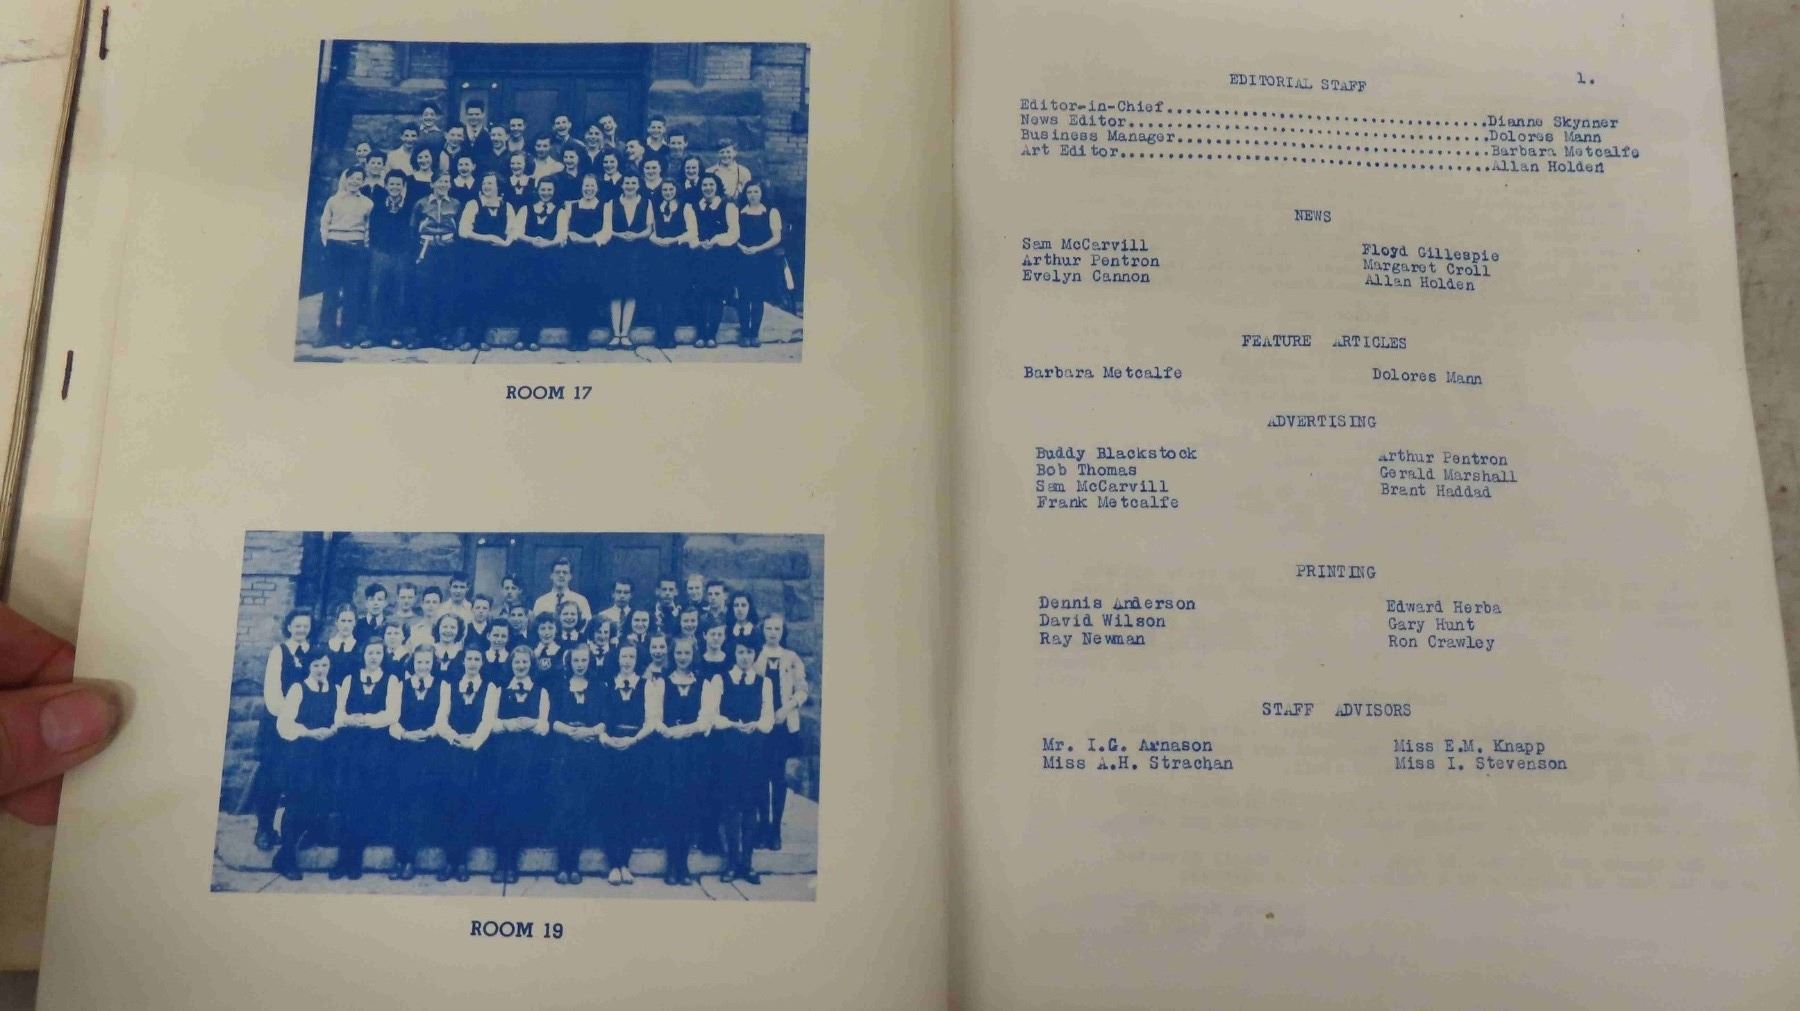 ROOM 17
ROOM 19
EDITORIAL STAFF 1.
Editor-in-Chief..............................Dianne Skynner
News Editor..............................Dolores Mann
Business Manager..............................Barbara Metcalfe
Art Editor..............................Allan Holden
NEWS
Sam McCarvill Floyd Gillespie
Arthur Pentron Margaret Croll
Evelyn Cannon Allan Holden
FEATURE ARTICLES
Barbara Metcalfe Dolores Mann
ADVERTISING
Buddy Blackstock Arthur Pentron
Bob Thomas Gerald Marshall
Sam McCarvill Brant Haddad
Frank Metcalfe
PRINTING
Dennis Anderson Edward Herba
David Wilson Gary Hunt
Ray Newman Ron Crawley
STAFF ADVISORS
Mr. I.G. Arnason Miss E.M. Knapp
Miss A.H. Strachan Miss I. Stevenson